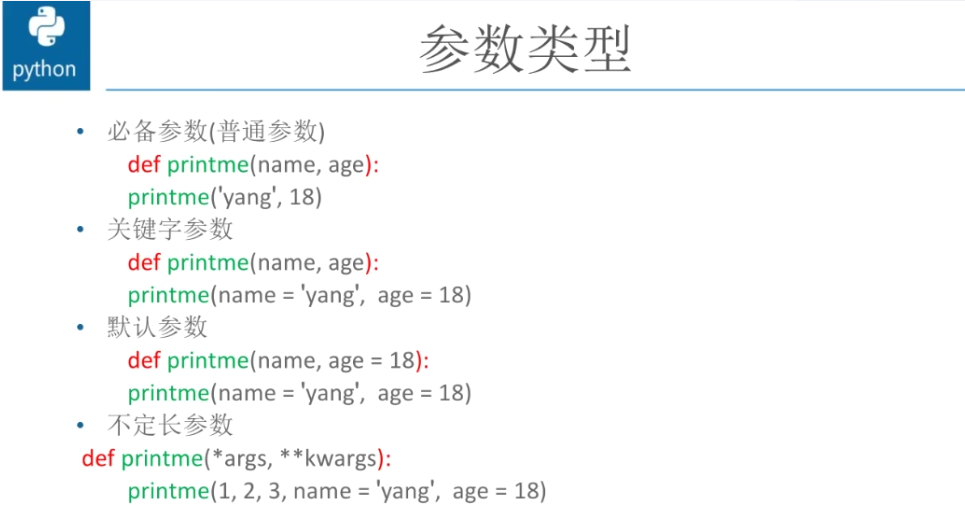 python
参数类型
• 必备参数(普通参数)
def printme(name, age):
printme('yang', 18)
• 关键字参数
def printme(name, age):
printme(name = 'yang', age = 18)
• 默认参数
def printme(name, age = 18):
printme(name = 'yang', age = 18)
• 不定长参数
def printme(*args, **kwargs):
printme(1, 2, 3, name = 'yang', age = 18)